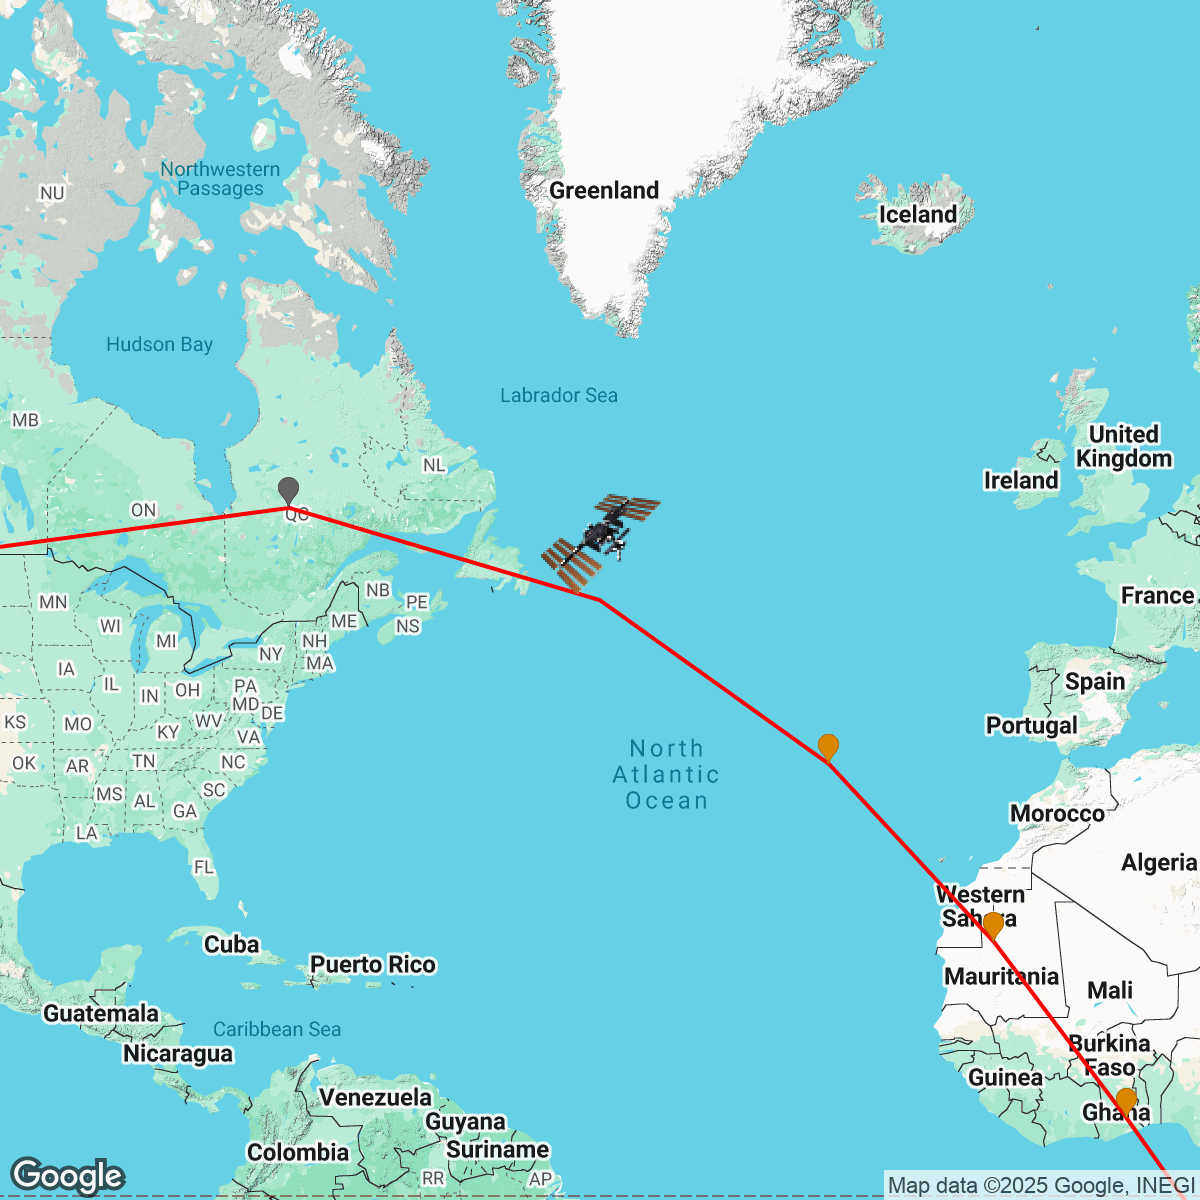 Northwestern
Passages
NU
Greenland
Iceland
Hudson Bay
Labrador Sea
MB
United
Kingdom
Ireland
NL
ON
QC
France
MN
NB
PE
WI
ME
NS
MI
NH
NY
MA
IA
IL
IN
OH
PA
Spain
MD
DE
KS
MO
WV
Portugal
KY
VA
North
Atlantic
Ocean
OK
AR
TN
NC
MS
AL
SC
GA
Morocco
LA
FL
Algeria
Western
Sahara
Cuba
Puerto Rico
Mauritania
Mali
Guatemala
Caribbean Sea
Nicaragua
Burkina
Faso
Guinea
Venezuela
Ghana
Guyana
Colombia
Suriname
RR
AP
Google
Map data ©2025 Google, INEGI